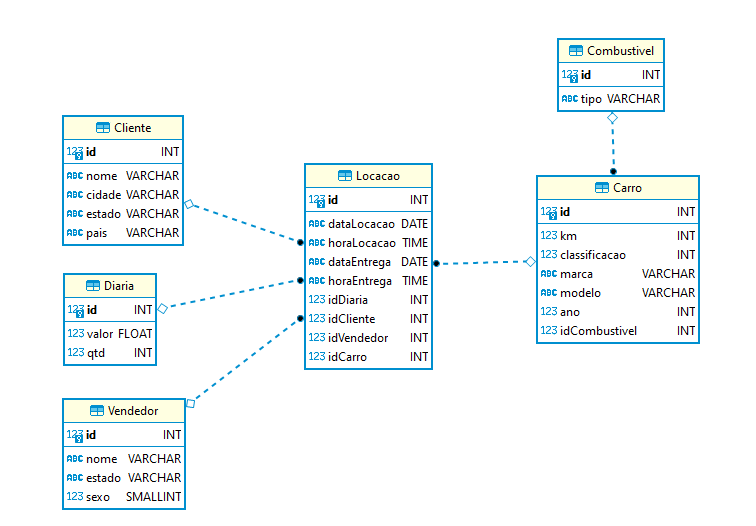 Combustivel
123 id INT
ABC tipo VARCHAR
Cliente
123 id INT
ABC nome VARCHAR
ABC cidade VARCHAR
ABC estado VARCHAR
ABC pais VARCHAR
Locacao
123 id INT
ABC dataLocacao DATE
ABC horaLocacao TIME
ABC dataEntrega DATE
ABC horaEntrega TIME
123 idDiaria INT
123 idCliente INT
123 idVendedor INT
123 idCarro INT
Carro
123 id INT
123 km INT
123 classificacao INT
ABC marca VARCHAR
ABC modelo VARCHAR
123 ano INT
123 idCombustivel INT
Diaria
123 id INT
123 valor FLOAT
123 qtd INT
Vendedor
123 id INT
ABC nome VARCHAR
ABC estado VARCHAR
123 sexo SMALLINT